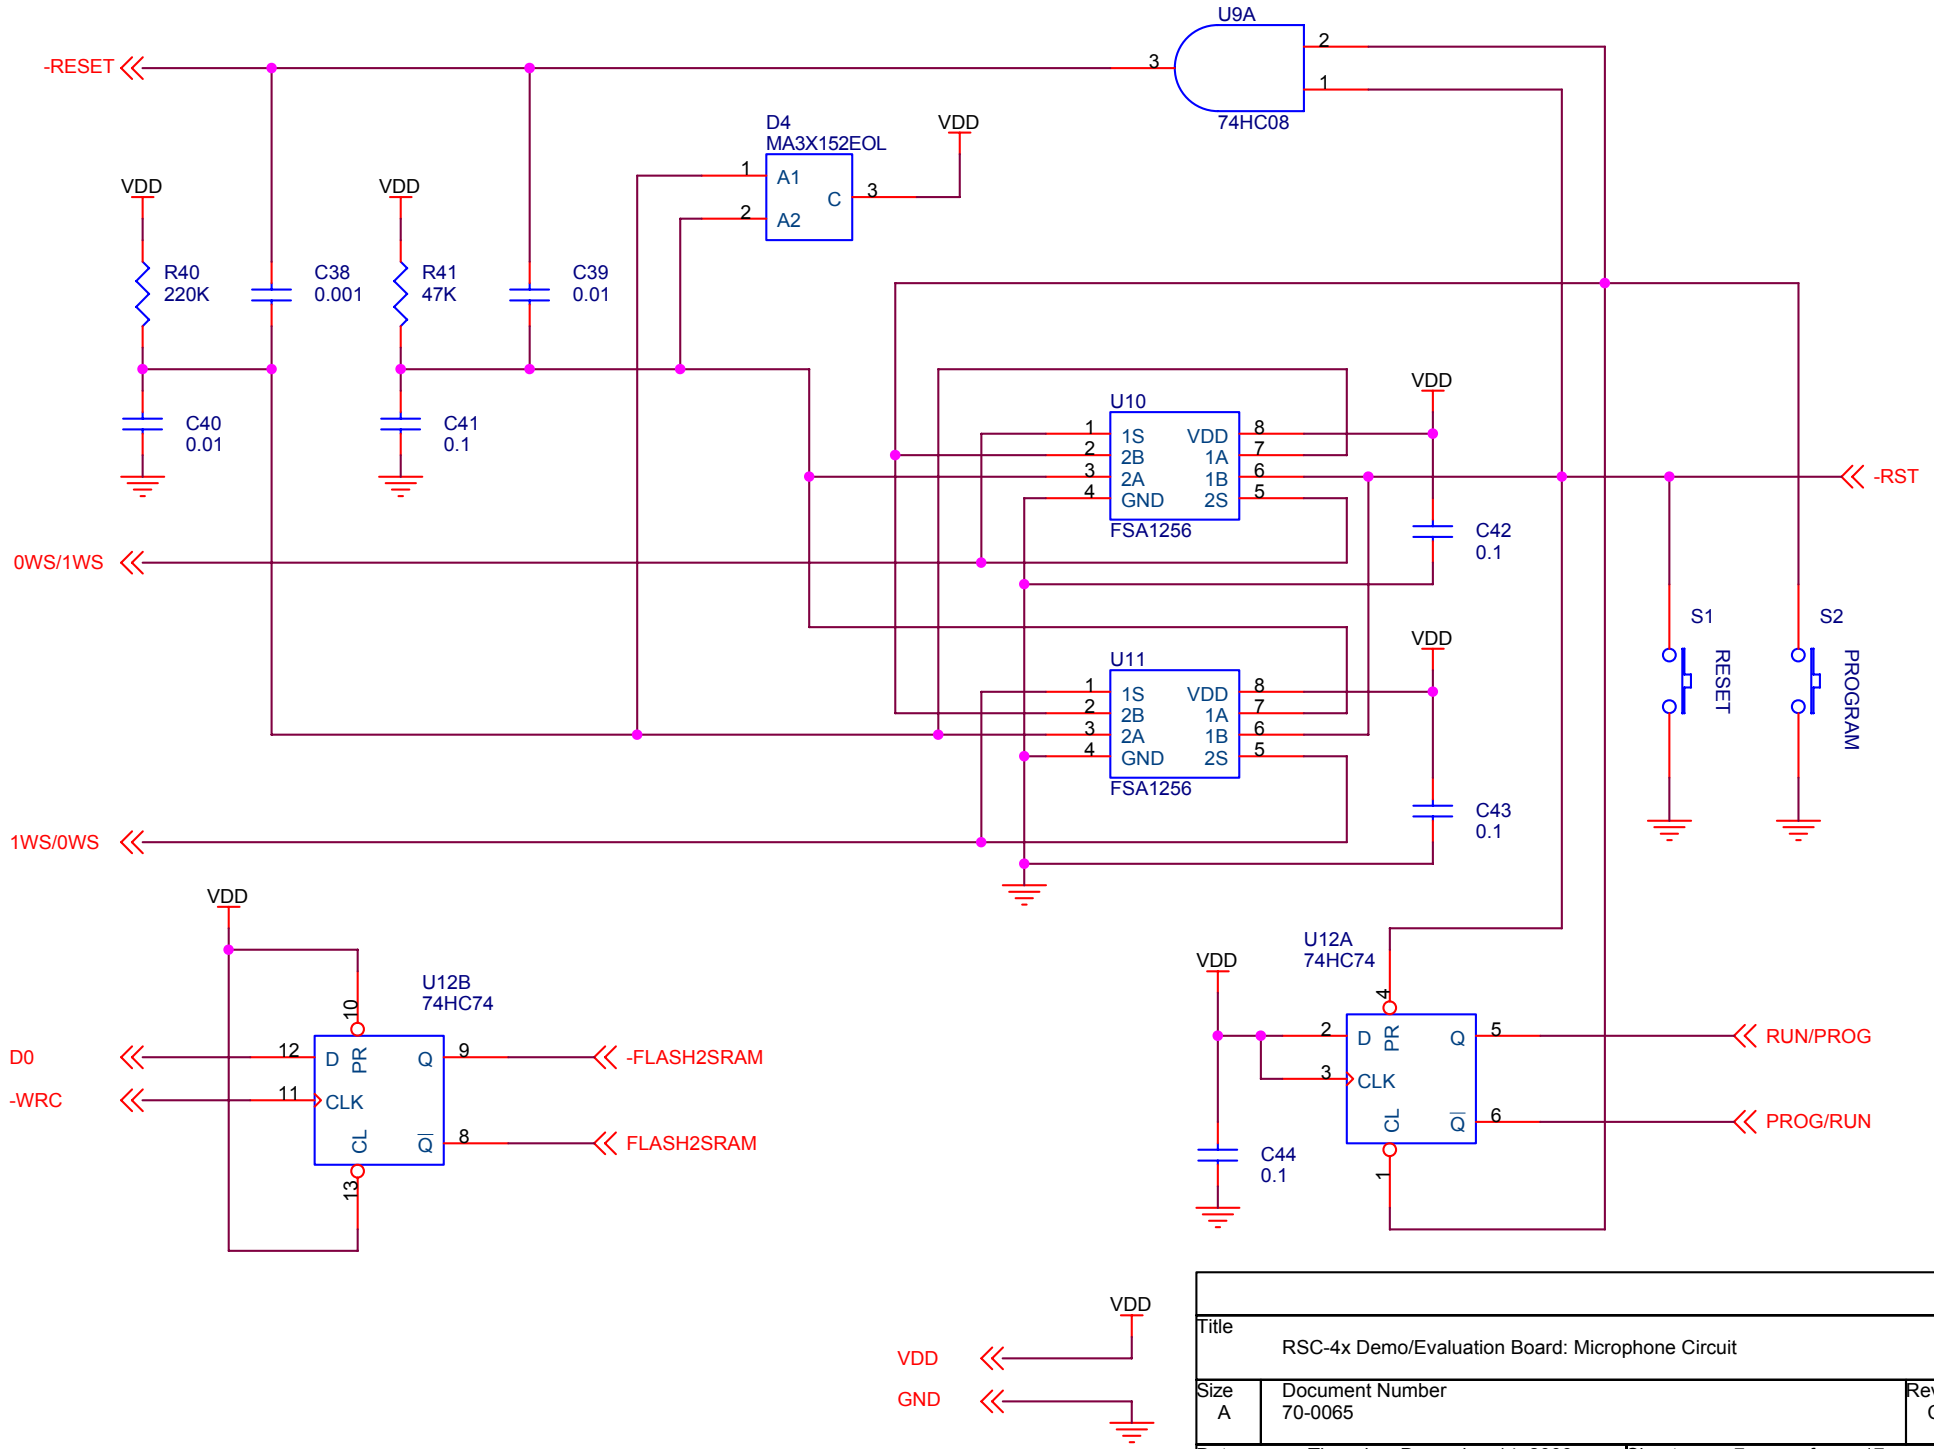 U9A
-RESET
3
2
1
74HC08
D4
MA3X152EOL
VDD
1
A1
C
3
2
A2
VDD
VDD
R40
220K
C38
0.001
R41
47K
C39
0.01
C40
0.01
C41
0.1
VDD
U10
1
1S
VDD
8
2
2B
1A
7
3
2A
1B
6
4
GND
2S
5
FSA1256
-RST
C42
0.1
0WS/1WS
S1
RESET
S2
PROGRAM
VDD
U11
1
1S
VDD
8
2
2B
1A
7
3
2A
1B
6
4
GND
2S
5
FSA1256
C43
0.1
1WS/0WS
VDD
U12B
74HC74
10
D0
12
D
PR
Q
9
-FLASH2SRAM
-WRC
11
CLK
CL
Q
8
FLASH2SRAM
13
U12A
74HC74
VDD
4
2
D
PR
Q
5
RUN/PROG
3
CLK
CL
Q
6
PROG/RUN
1
C44
0.1
VDD
VDD
GND
Title
RSC-4x Demo/Evaluation Board: Microphone Circuit
Size
A
Document Number
70-0065